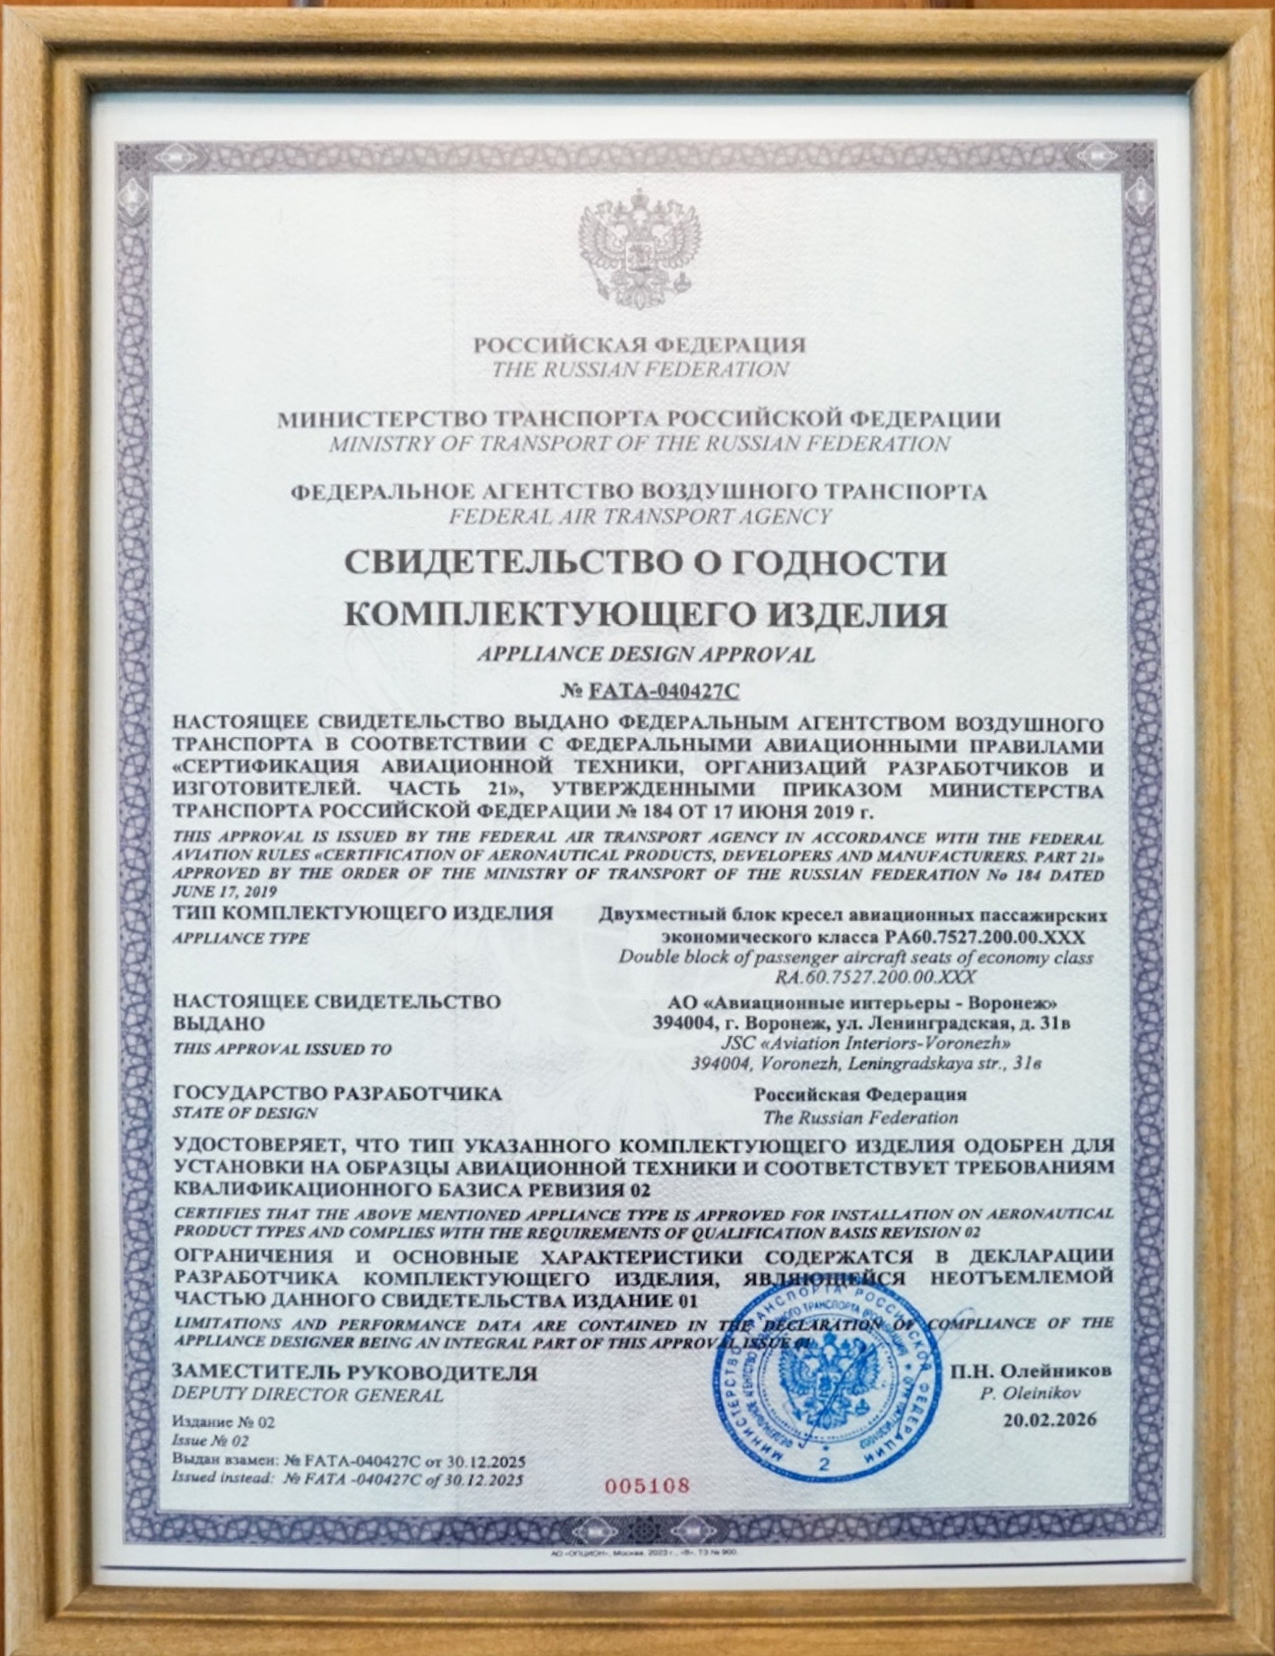 РОССИЙСКАЯ ФЕДЕРАЦИЯ
THE RUSSIAN FEDERATION
МИНИСТЕРСТВО ТРАНСПОРТА РОССИЙСКОЙ ФЕДЕРАЦИИ
MINISTRY OF TRANSPORT OF THE RUSSIAN FEDERATION
ФЕДЕРАЛЬНОЕ АГЕНТСТВО ВОЗДУШНОГО ТРАНСПОРТА
FEDERAL AIR TRANSPORT AGENCY
СВИДЕТЕЛЬСТВО О ГОДНОСТИ
КОМПЛЕКТУЮЩЕГО ИЗДЕЛИЯ
APPLIANCE DESIGN APPROVAL
№ FATA-040427C
НАСТОЯЩЕЕ СВИДЕТЕЛЬСТВО ВЫДАНО ФЕДЕРАЛЬНЫМ АГЕНТСТВОМ ВОЗДУШНОГО
ТРАНСПОРТА В СООТВЕТСТВИИ С ФЕДЕРАЛЬНЫМИ АВИАЦИОННЫМИ ПРАВИЛАМИ
«СЕРТИФИКАЦИЯ АВИАЦИОННОЙ ТЕХНИКИ, ОРГАНИЗАЦИЙ РАЗРАБОТЧИКОВ И
ИЗГОТОВИТЕЛЕЙ. ЧАСТЬ 21», УТВЕРЖДЕННЫМИ ПРИКАЗОМ МИНИСТЕРСТВА
ТРАНСПОРТА РОССИЙСКОЙ ФЕДЕРАЦИИ № 184 ОТ 17 ИЮНЯ 2019 г.
THIS APPROVAL IS ISSUED BY THE FEDERAL AIR TRANSPORT AGENCY IN ACCORDANCE WITH THE FEDERAL
AVIATION RULES «CERTIFICATION OF AERONAUTICAL PRODUCTS, DEVELOPERS AND MANUFACTURERS. PART 21»
APPROVED BY THE ORDER OF THE MINISTRY OF TRANSPORT OF THE RUSSIAN FEDERATION No 184 DATED
JUNE 17, 2019
ТИП КОМПЛЕКТУЮЩЕГО ИЗДЕЛИЯ
APPLIANCE TYPE
Двухместный блок кресел авиационных пассажирских
экономического класса РА60.7527.200.00.XXX
Double block of passenger aircraft seats of economy class
RA.60.7527.200.00.XXX
НАСТОЯЩЕЕ СВИДЕТЕЛЬСТВО
ВЫДАНО
THIS APPROVAL ISSUED TO
АО «Авиационные интерьеры - Воронеж»
394004, г. Воронеж, ул. Ленинградская, д. 31в
JSC «Aviation Interiors-Voronezh»
394004, Voronezh, Leningradskaya str., 31в
ГОСУДАРСТВО РАЗРАБОТЧИКА
STATE OF DESIGN
Российская Федерация
The Russian Federation
УДОСТОВЕРЯЕТ, ЧТО ТИП УКАЗАННОГО КОМПЛЕКТУЮЩЕГО ИЗДЕЛИЯ ОДОБРЕН ДЛЯ
УСТАНОВКИ НА ОБРАЗЦЫ АВИАЦИОННОЙ ТЕХНИКИ И СООТВЕТСТВУЕТ ТРЕБОВАНИЯМ
КВАЛИФИКАЦИОННОГО БАЗИСА РЕВИЗИЯ 02
CERTIFIES THAT THE ABOVE MENTIONED APPLIANCE TYPE IS APPROVED FOR INSTALLATION ON AERONAUTICAL
PRODUCT TYPES AND COMPLIES WITH THE REQUIREMENTS OF QUALIFICATION BASIS REVISION 02
ОГРАНИЧЕНИЯ И ОСНОВНЫЕ ХАРАКТЕРИСТИКИ СОДЕРЖАТСЯ В ДЕКЛАРАЦИИ
РАЗРАБОТЧИКА КОМПЛЕКТУЮЩЕГО ИЗДЕЛИЯ, ЯВЛЯЮЩЕЙСЯ НЕОТЪЕМЛЕМОЙ
ЧАСТЬЮ ДАННОГО СВИДЕТЕЛЬСТВА ИЗДАНИЕ 01
LIMITATIONS AND PERFORMANCE DATA ARE CONTAINED IN THE DECLARATION OF COMPLIANCE OF THE
APPLIANCE DESIGNER BEING AN INTEGRAL PART OF THIS APPROVAL ISSUE 01
ЗАМЕСТИТЕЛЬ РУКОВОДИТЕЛЯ
DEPUTY DIRECTOR GENERAL
П.Н. Олейников
P. Oleinikov
20.02.2026
Издание № 02
Issue № 02
Выдан взамен: № FATA-040427C от 30.12.2025
Issued instead: № FATA -040427C of 30.12.2025
005108
МИНИСТЕРСТВО ТРАНСПОРТА РОССИЙСКОЙ ФЕДЕРАЦИИ
2
АО «ОПЦИОН», Москва, 2023 г., «В», ТЗ № 960.